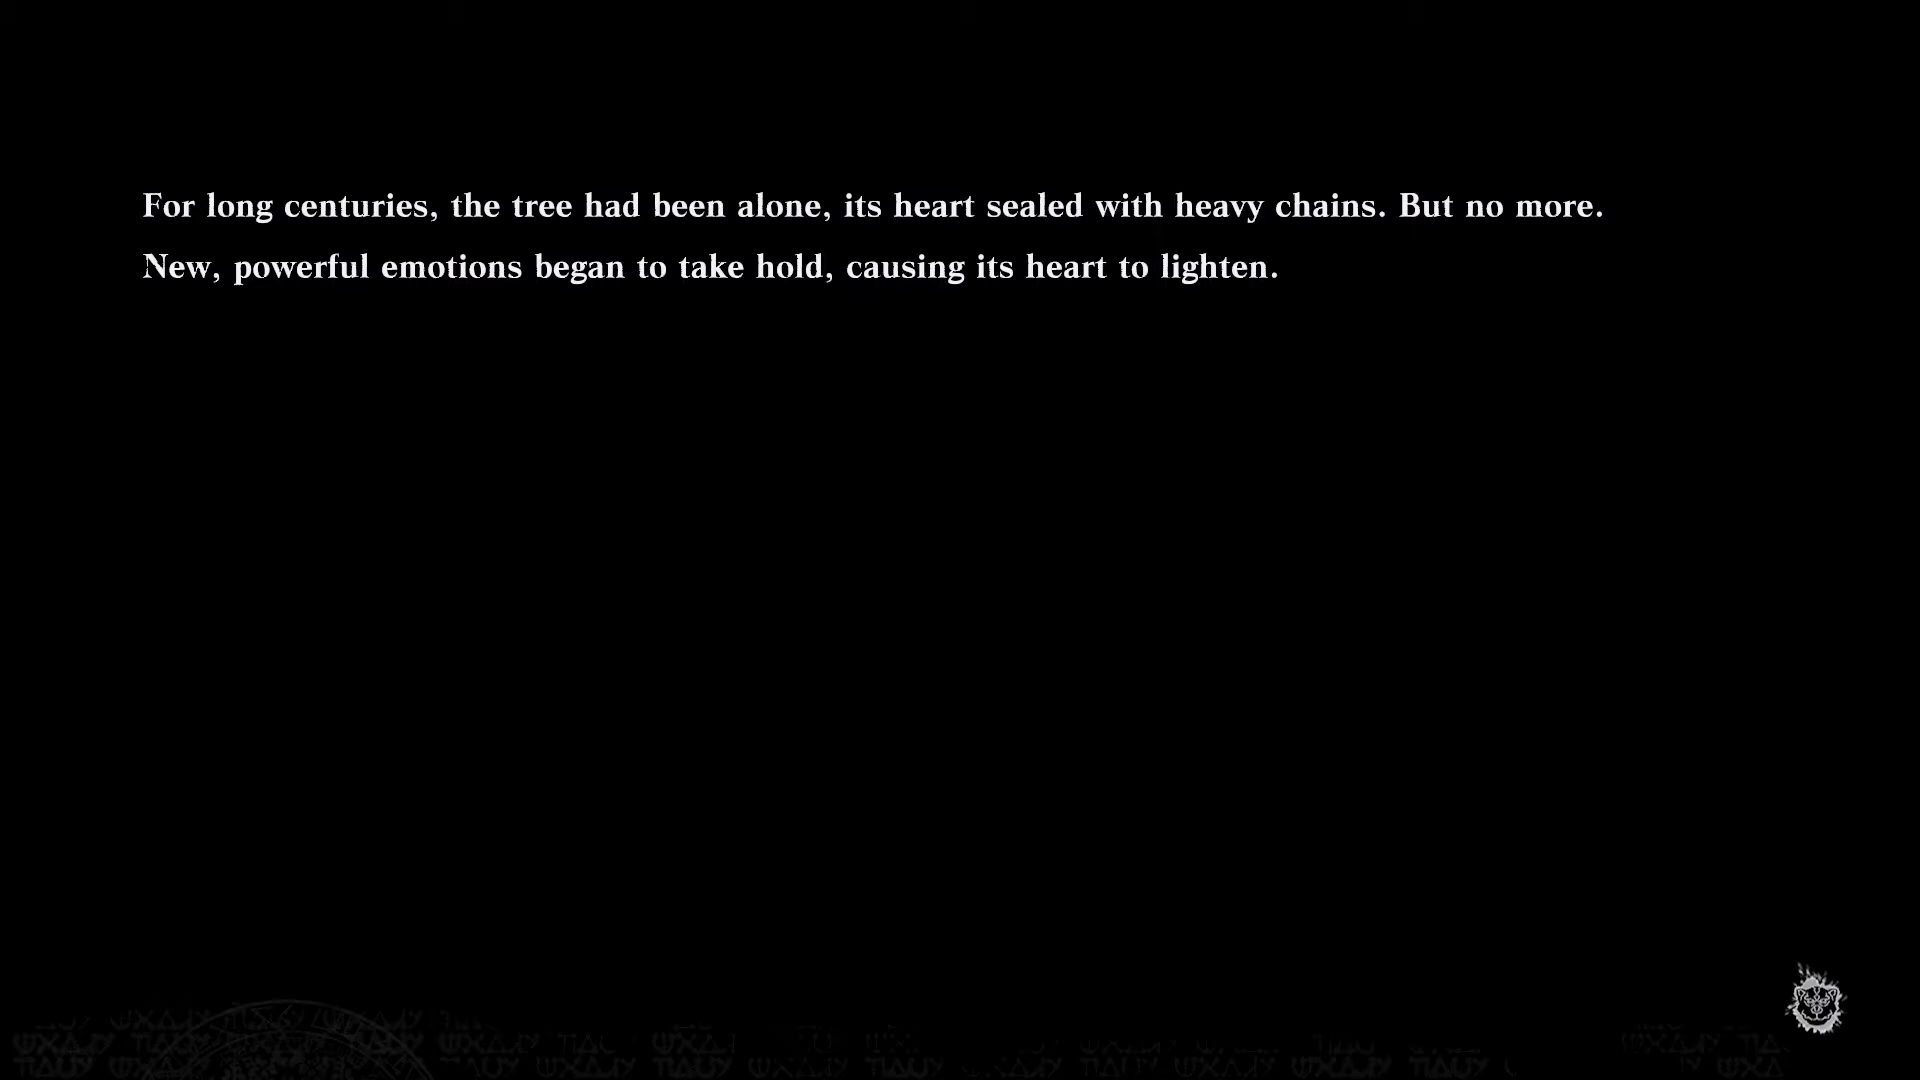 For long centuries, the tree had been alone, its heart sealed with heavy chains. But no more.
New, powerful emotions began to take hold, causing its heart to lighten.